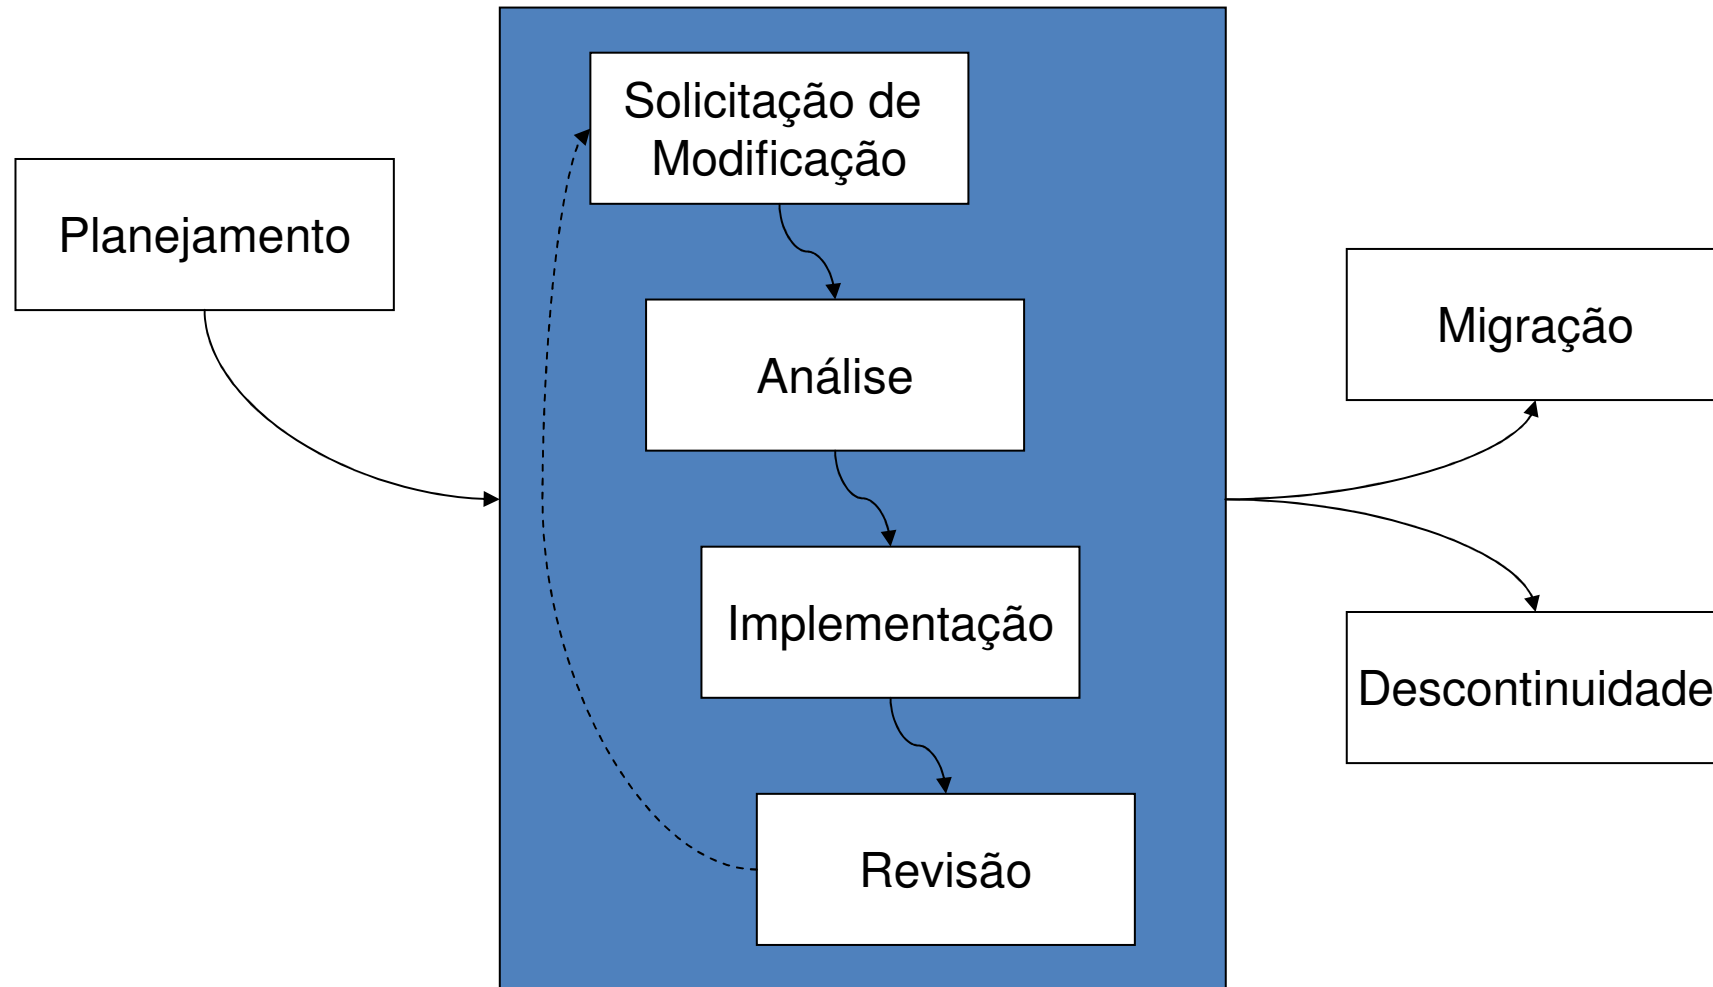 Planejamento
Solicitação de
Modificação
Análise
Implementação
Revisão
Migração
Descontinuidade